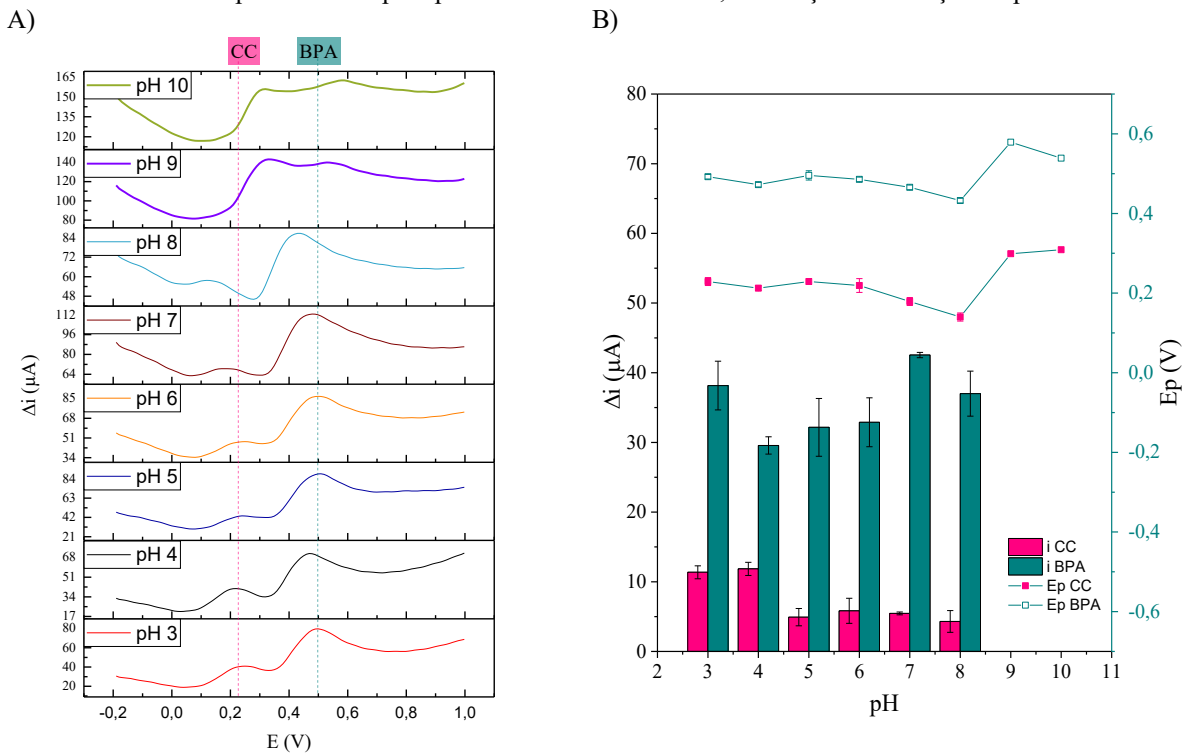 A)
B)
CC
BPA
165
150
135
120
pH 10
140
120
100
80
pH 9
84
72
60
48
pH 8
112
96
80
64
pH 7
85
68
51
34
pH 6
84
63
42
21
pH 5
68
51
34
17
pH 4
80
60
40
20
pH 3
Δi (μA)
-0,2 0,0 0,2 0,4 0,6 0,8 1,0
E (V)
80
70
60
50
40
30
20
10
0
Δi (μA)
0,6
0,4
0,2
0,0
-0,2
-0,4
-0,6
Ep (V)
i CC
i BPA
Ep CC
Ep BPA
2 3 4 5 6 7 8 9 10 11
pH